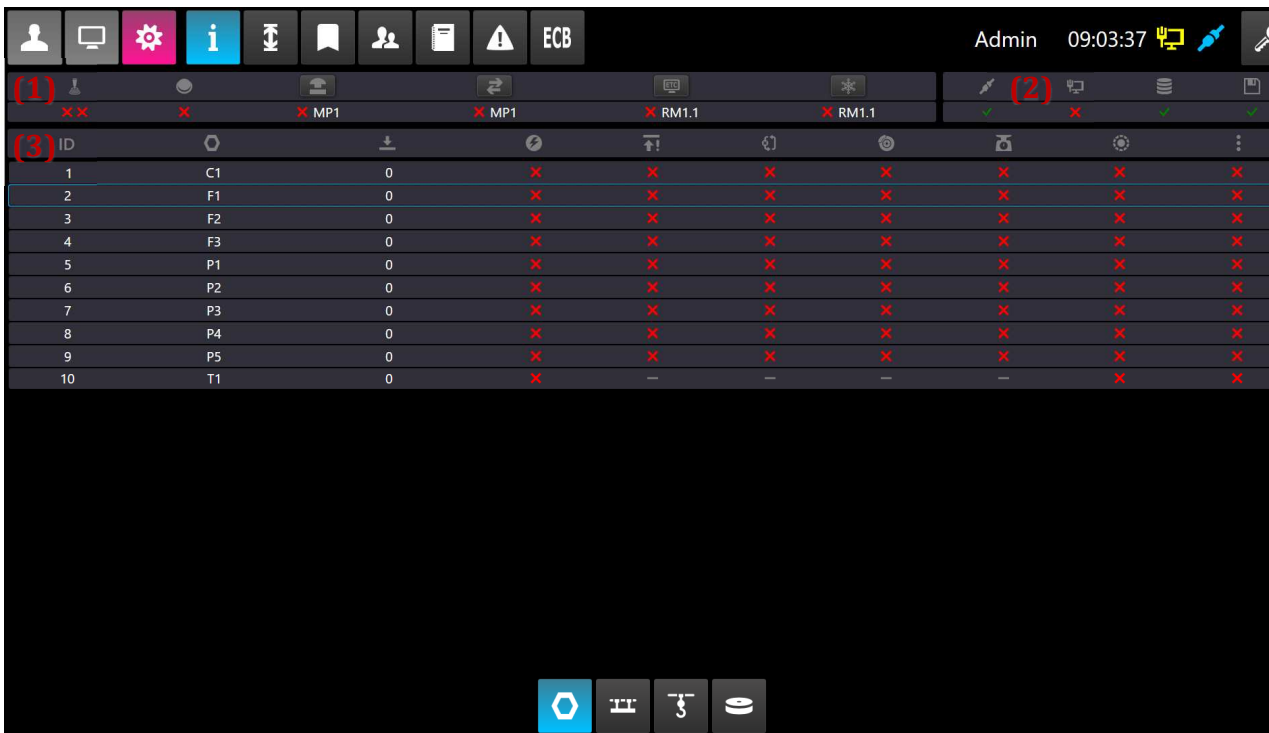 i ECB Admin 09:03:37
(1) ETC (2)
MP1 MP1 RM1.1 RM1.1
(3) ID
1 C1 0
2 F1 0
3 F2 0
4 F3 0
5 P1 0
6 P2 0
7 P3 0
8 P4 0
9 P5 0
10 T1 0